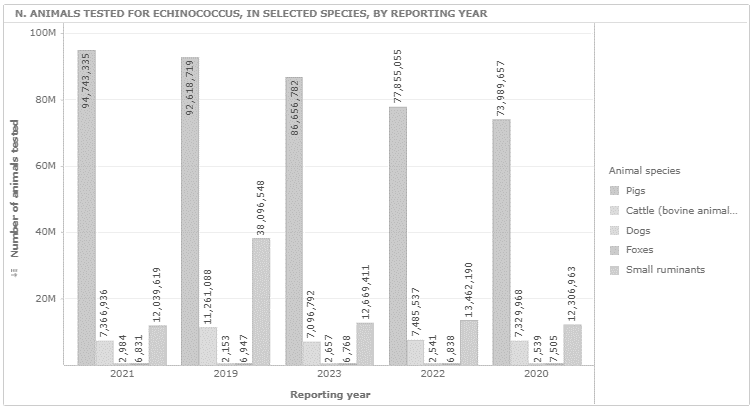 N. ANIMALS TESTED FOR ECHINOCOCCUS, IN SELECTED SPECIES, BY REPORTING YEAR
100M
80M
60M
40M
20M
Number of animals tested
94,743,335
7,366,936
2,984
6,831
12,039,619
92,618,719
11,261,088
2,153
6,947
38,096,548
86,656,782
7,096,792
2,657
6,768
12,669,411
77,855,055
7,485,537
2,541
6,838
13,462,190
73,989,657
7,329,968
2,539
7,505
12,306,963
2021
2019
2023
2022
2020
Reporting year
Animal species
Pigs
Cattle (bovine animal...
Dogs
Foxes
Small ruminants